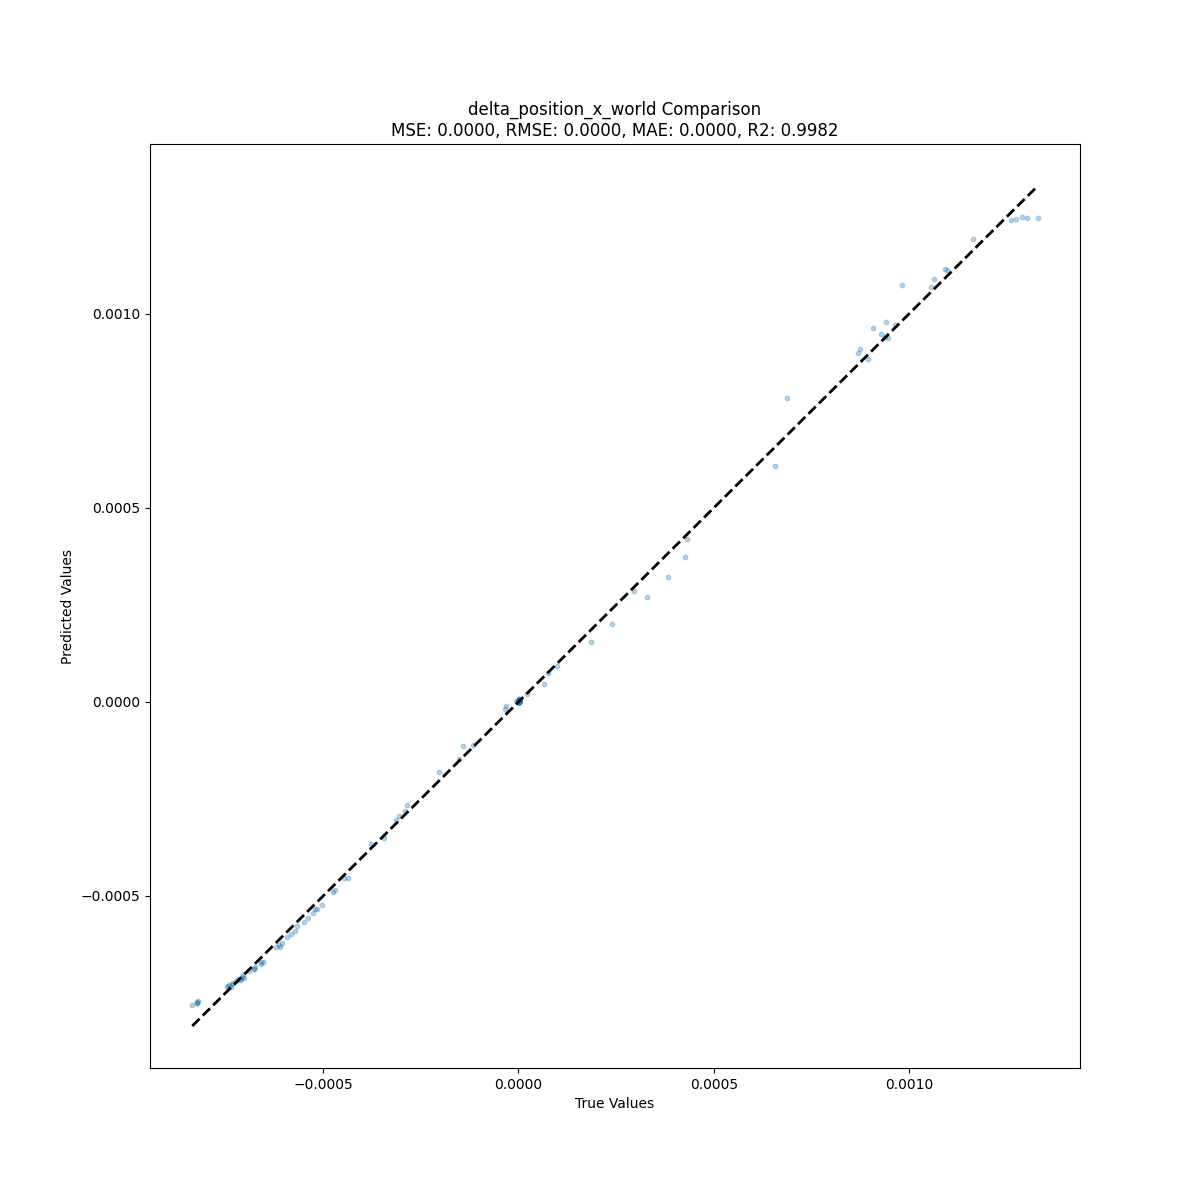 delta_position_x_world Comparison
MSE: 0.0000, RMSE: 0.0000, MAE: 0.0000, R2: 0.9982
0.0010
0.0005
0.0000
−0.0005
Predicted Values
−0.0005 0.0000 0.0005 0.0010
True Values